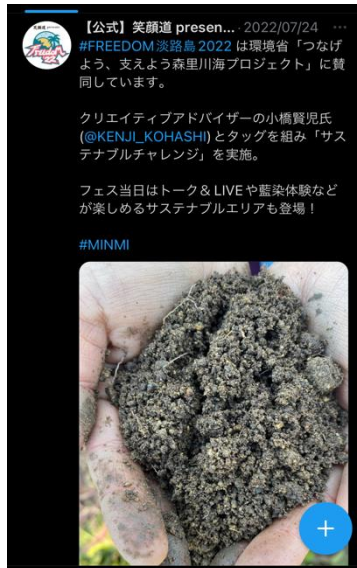 【公式】笑顔道 presen... · 2022/07/24 ...
#FREEDOM淡路島2022 は環境省「つなげ
よう、支えよう森里川海プロジェクト」に賛
同しています。
クリエイティブアドバイザーの小橋賢児氏
(@KENJI_KOHASHI)とタッグを組み「サス
テナブルチャレンジ」を実施。
フェス当日はトーク& LIVEや藍染体験など
が楽しめるサステナブルエリアも登場！
#MINMI